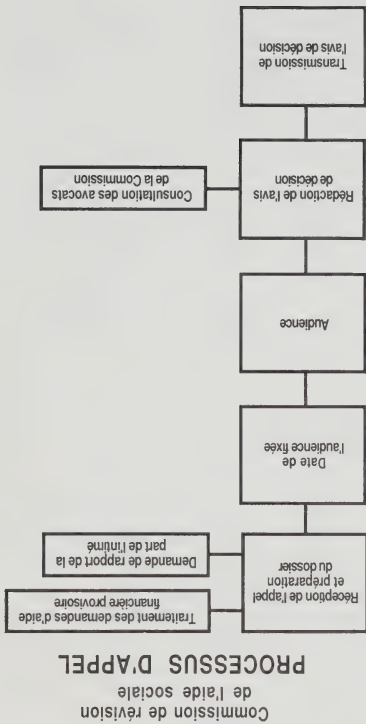 Commission de révision
de l'aide sociale
PROCESSUS D'APPEL
Réception de l'appel
et préparation
du dossier
Traitement des demandes d'aide
financière provisoire
Demande de rapport de la
part de l'intimé
Date de
l'audience fixée
Audience
Rédaction de l'avis
de décision
Consultation des avocats
de la Commission
Transmission de
l'avis de décision